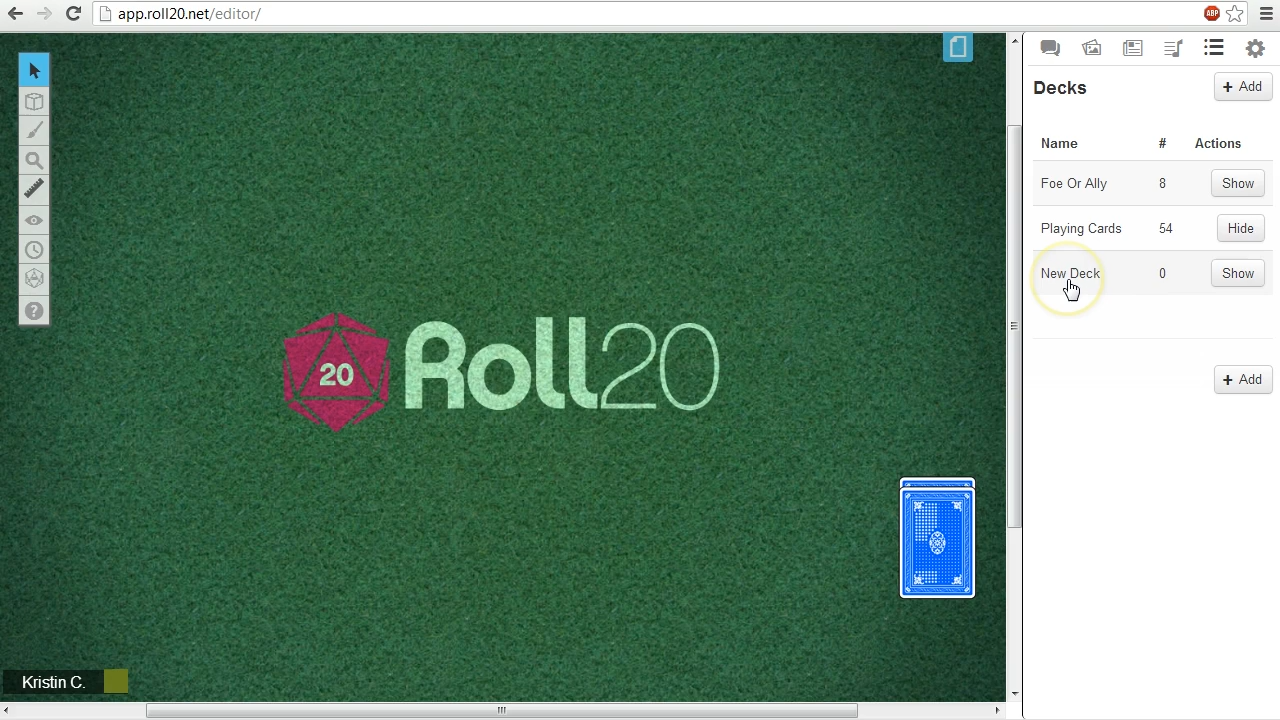 app.roll20.net/editor/
ABP
Decks
+ Add
Name # Actions
Foe Or Ally 8 Show
Playing Cards 54 Hide
New Deck 0 Show
+ Add
20 Roll20
?
Kristin C.